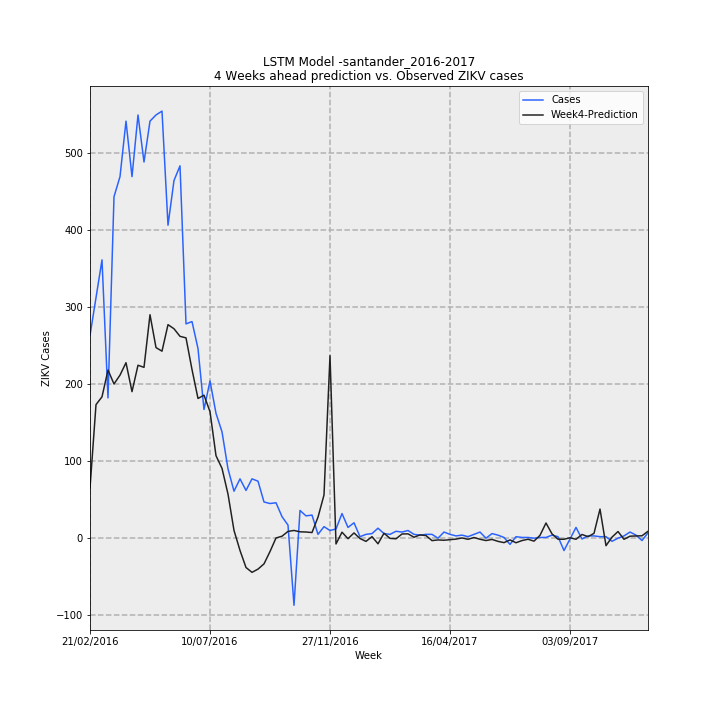 LSTM Model -santander_2016-2017
4 Weeks ahead prediction vs. Observed ZIKV cases
Cases
Week4-Prediction
ZIKV Cases
500
400
300
200
100
0
−100
21/02/2016
10/07/2016
27/11/2016
16/04/2017
03/09/2017
Week